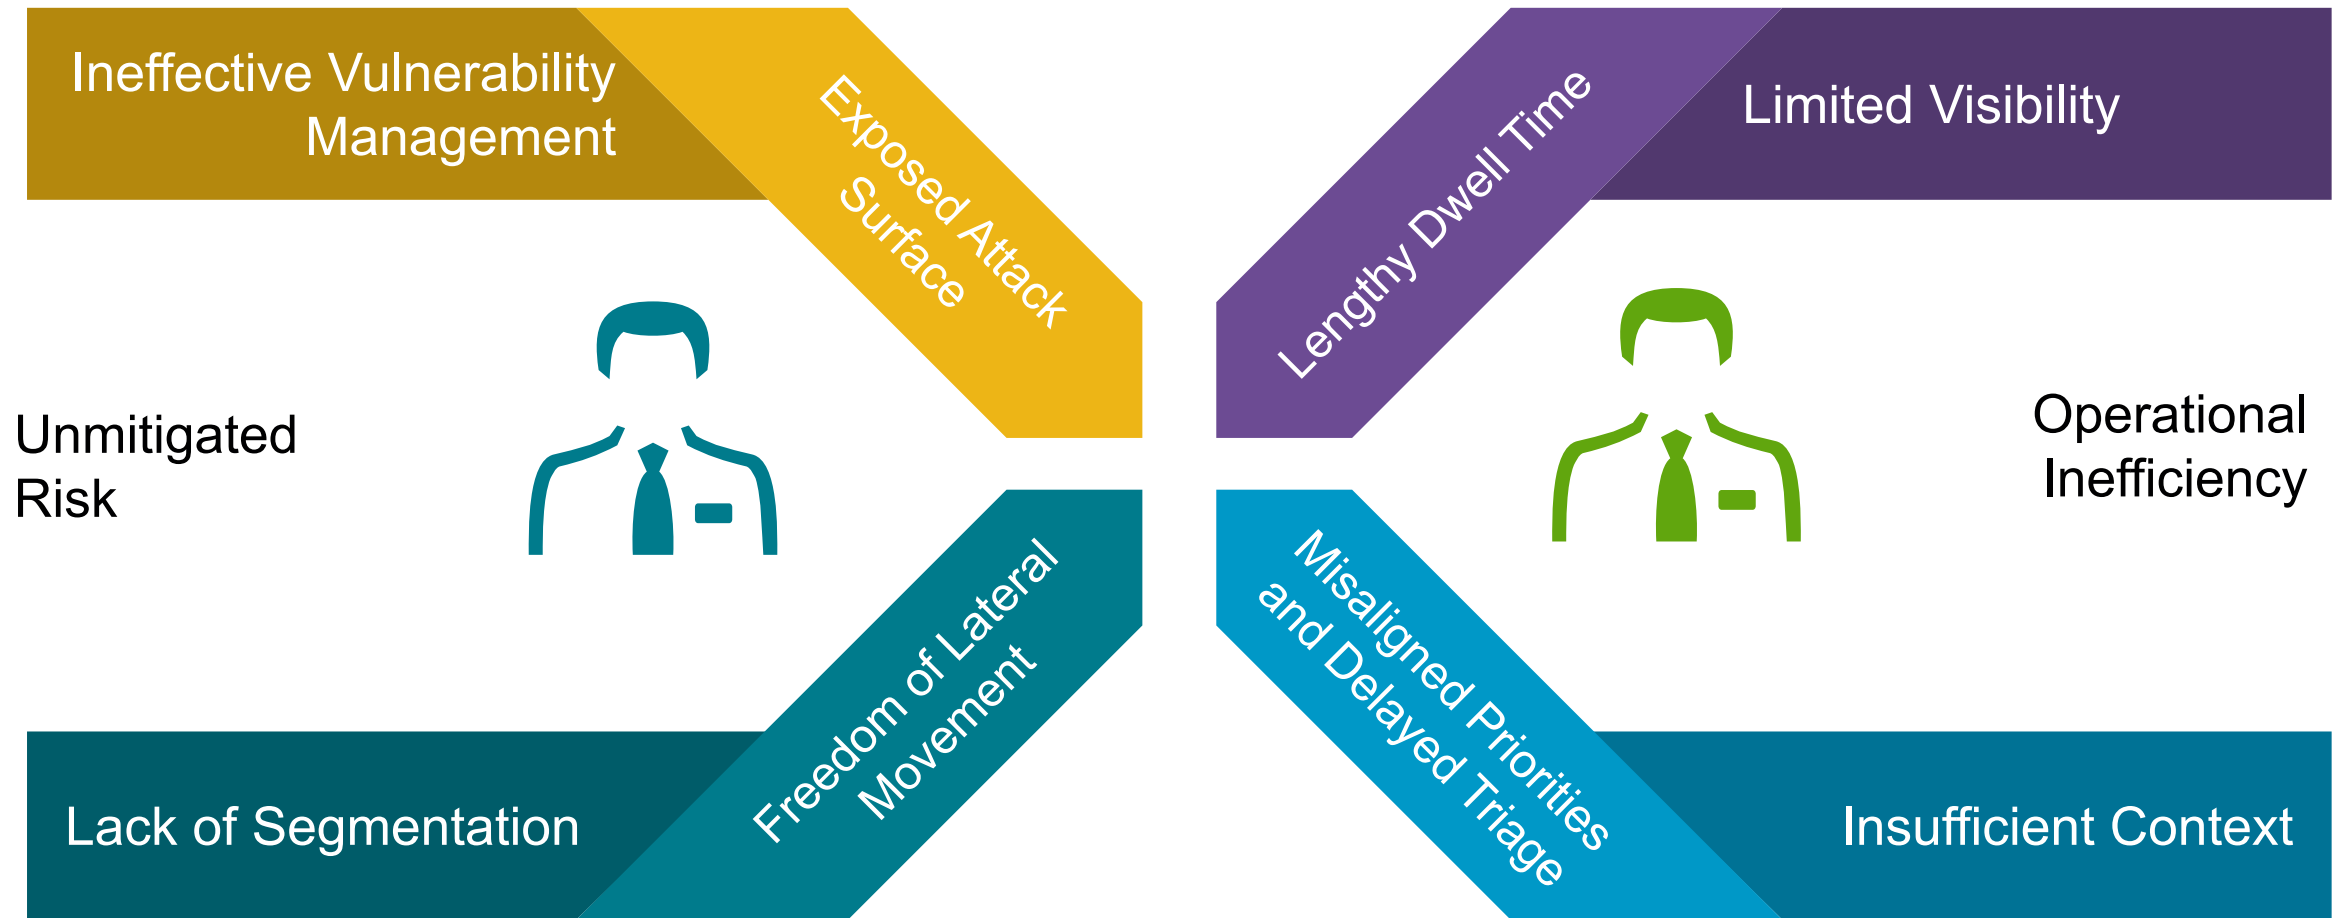 Ineffective Vulnerability
Management
Exposed Attack
Surface
Lengthy Dwell Time
Limited Visibility
Unmitigated
Risk
Operational
Inefficiency
Lack of Segmentation
Freedom of Lateral
Movement
Misaligned Priorities
and Delayed Triage
Insufficient Context